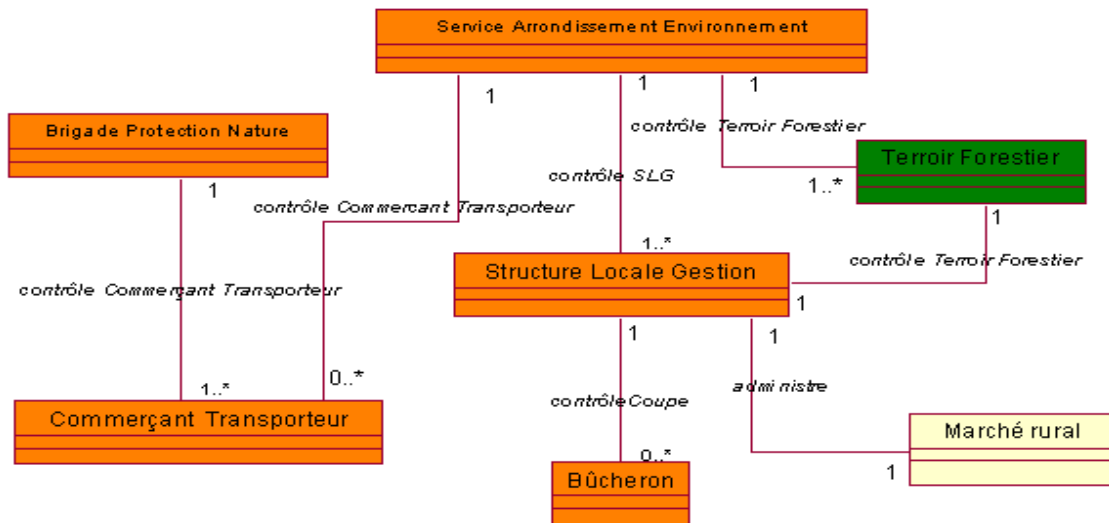 Service Arrondissement Environnement
1
1
1
Brigade Protection Nature
contrôle Terroir Forestier
Terroir Forestier
1
contrôle SLG
1..*
1
contrôle Commercant Transporteur
1..*
contrôle Terroir Forestier
Structure Locale Gestion
contrôle Commerçant Transporteur
1
1
1
1..*
0..*
administre
contrôleCoupe
Commerçant Transporteur
Marché rural
0..*
1
Bûcheron